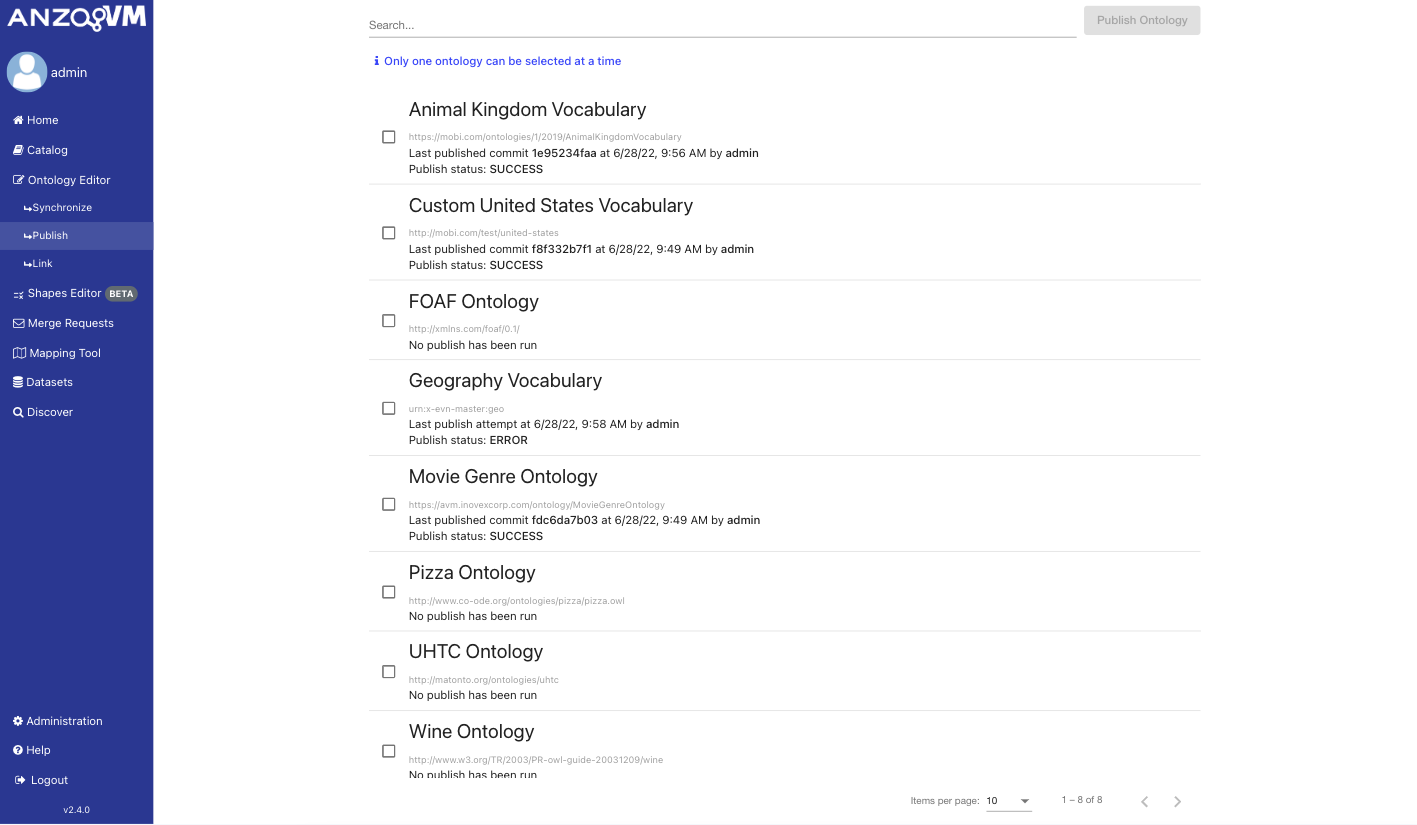 ANZOVM
admin
Home
Catalog
Ontology Editor
Synchronize
Publish
Link
Shapes Editor BETA
Merge Requests
Mapping Tool
Datasets
Discover
Administration
Help
Logout
v2.4.0
Search...
Publish Ontology
Only one ontology can be selected at a time
Animal Kingdom Vocabulary
https://mobi.com/ontologies/1/2019/AnimalKingdomVocabulary
Last published commit 1e95234faa at 6/28/22, 9:56 AM by admin
Publish status: SUCCESS
Custom United States Vocabulary
http://mobi.com/test/united-states
Last published commit f8f332b7f1 at 6/28/22, 9:49 AM by admin
Publish status: SUCCESS
FOAF Ontology
http://xmlns.com/foaf/0.1/
No publish has been run
Geography Vocabulary
urn:x-evn-master:geo
Last publish attempt at 6/28/22, 9:58 AM by admin
Publish status: ERROR
Movie Genre Ontology
https://avm.inovexcorp.com/ontology/MovieGenreOntology
Last published commit fdc6da7b03 at 6/28/22, 9:49 AM by admin
Publish status: SUCCESS
Pizza Ontology
http://www.co-ode.org/ontologies/pizza/pizza.owl
No publish has been run
UHTC Ontology
http://matonto.org/ontologies/uhtc
No publish has been run
Wine Ontology
http://www.w3.org/TR/2003/PR-owl-guide-20031209/wine
No publish has been run
Items per page: 10 1 – 8 of 8